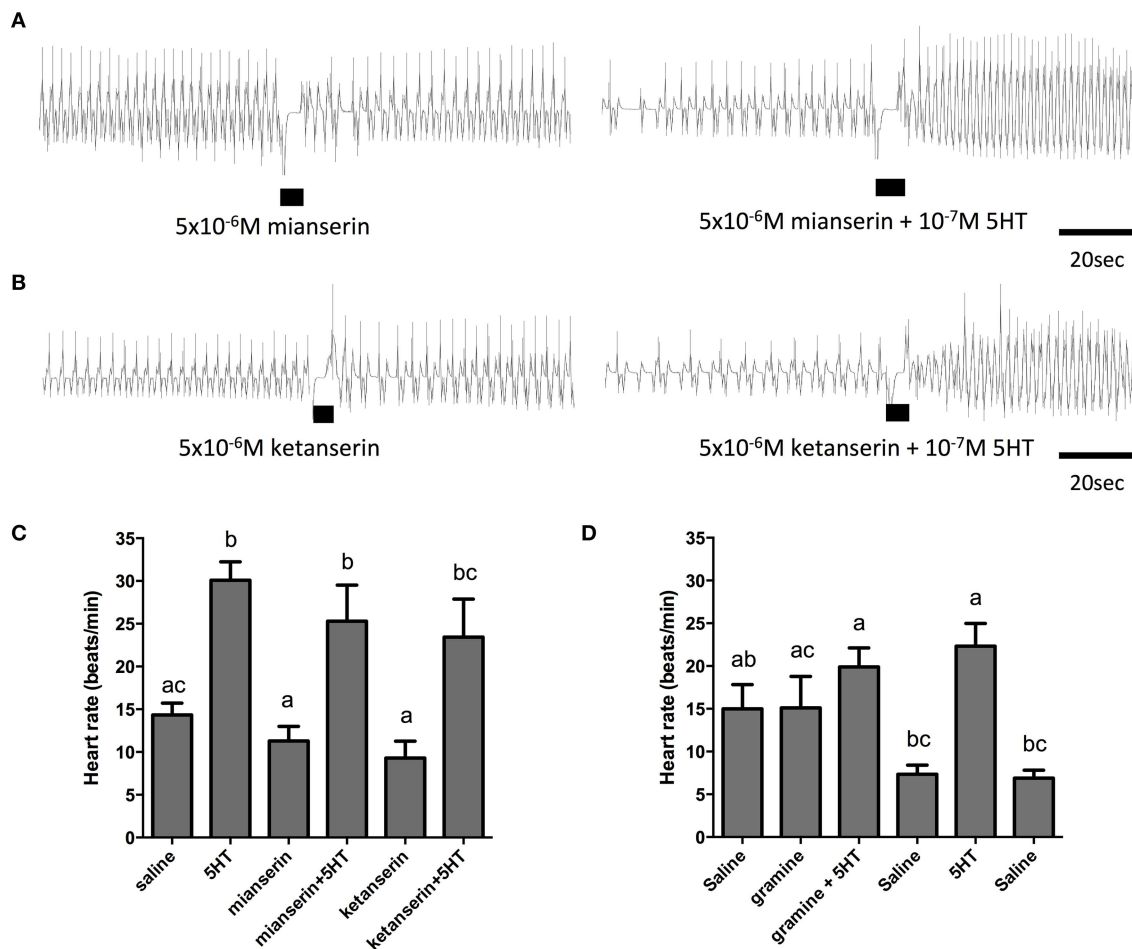 A
5x10⁻⁶M mianserin
5x10⁻⁶M mianserin + 10⁻⁷M 5HT
20sec
B
5x10⁻⁶M ketanserin
5x10⁻⁶M ketanserin + 10⁻⁷M 5HT
20sec
C
Heart rate (beats/min)
35
30
25
20
15
10
5
0
ac
b
a
b
a
bc
saline
5HT
mianserin
mianserin+5HT
ketanserin
ketanserin+5HT
D
Heart rate (beats/min)
35
30
25
20
15
10
5
0
ab
ac
a
bc
a
bc
Saline
gramine
gramine + 5HT
Saline
5HT
Saline